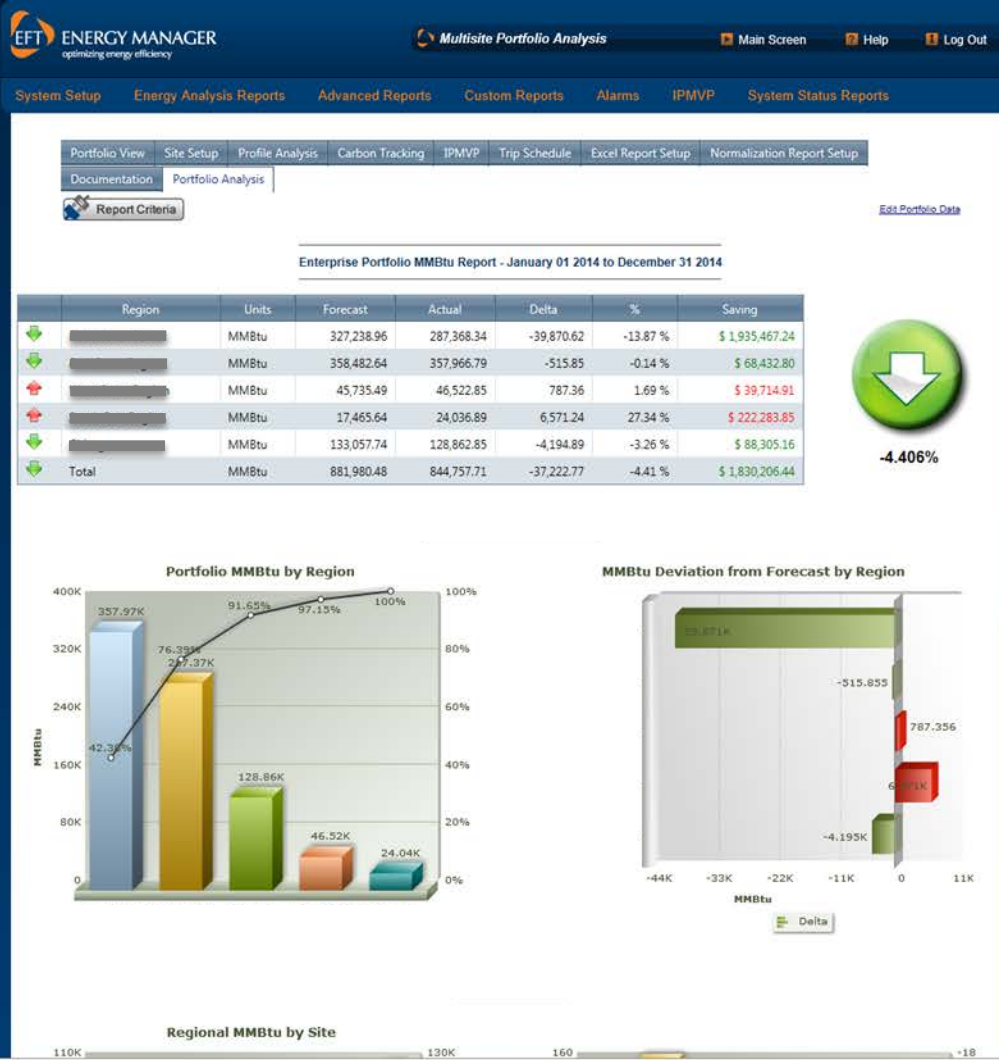 EFT ENERGY MANAGER
optimizing energy efficiency
Multisite Portfolio Analysis
Main Screen
Help
Log Out
System Setup Energy Analysis Reports Advanced Reports Custom Reports Alarms IPMVP System Status Reports
Portfolio View Site Setup Profile Analysis Carbon Tracking IPMVP Trip Schedule Excel Report Setup Normalization Report Setup
Documentation Portfolio Analysis
Report Criteria
Edit Portfolio Data
Enterprise Portfolio MMBtu Report - January 01 2014 to December 31 2014
Region Units Forecast Actual Delta % Saving
MMBtu 327,238.96 287,368.34 -39,870.62 -13.87 % $ 1,935,467.24
MMBtu 358,482.64 357,966.79 -515.85 -0.14 % $ 68,432.80
MMBtu 45,735.49 46,522.85 787.36 1.69 % $ 39,714.91
MMBtu 17,465.64 24,036.89 6,571.24 27.34 % $ 222,283.85
MMBtu 133,057.74 128,862.85 -4,194.89 -3.26 % $ 88,305.16
Total MMBtu 881,980.48 844,757.71 -37,222.77 -4.41 % $ 1,830,206.44
-4.406%
Portfolio MMBtu by Region
400K
320K
240K
160K
80K
0
MMBtu
357.97K
128.86K
46.52K
24.04K
91.65%
97.15%
100%
100%
80%
60%
40%
20%
0%
MMBtu Deviation from Forecast by Region
-515.855
787.356
-4.195K
-44K -33K -22K -11K 0 11K
MMBtu
Delta
Regional MMBtu by Site
110K
130K
160
-18